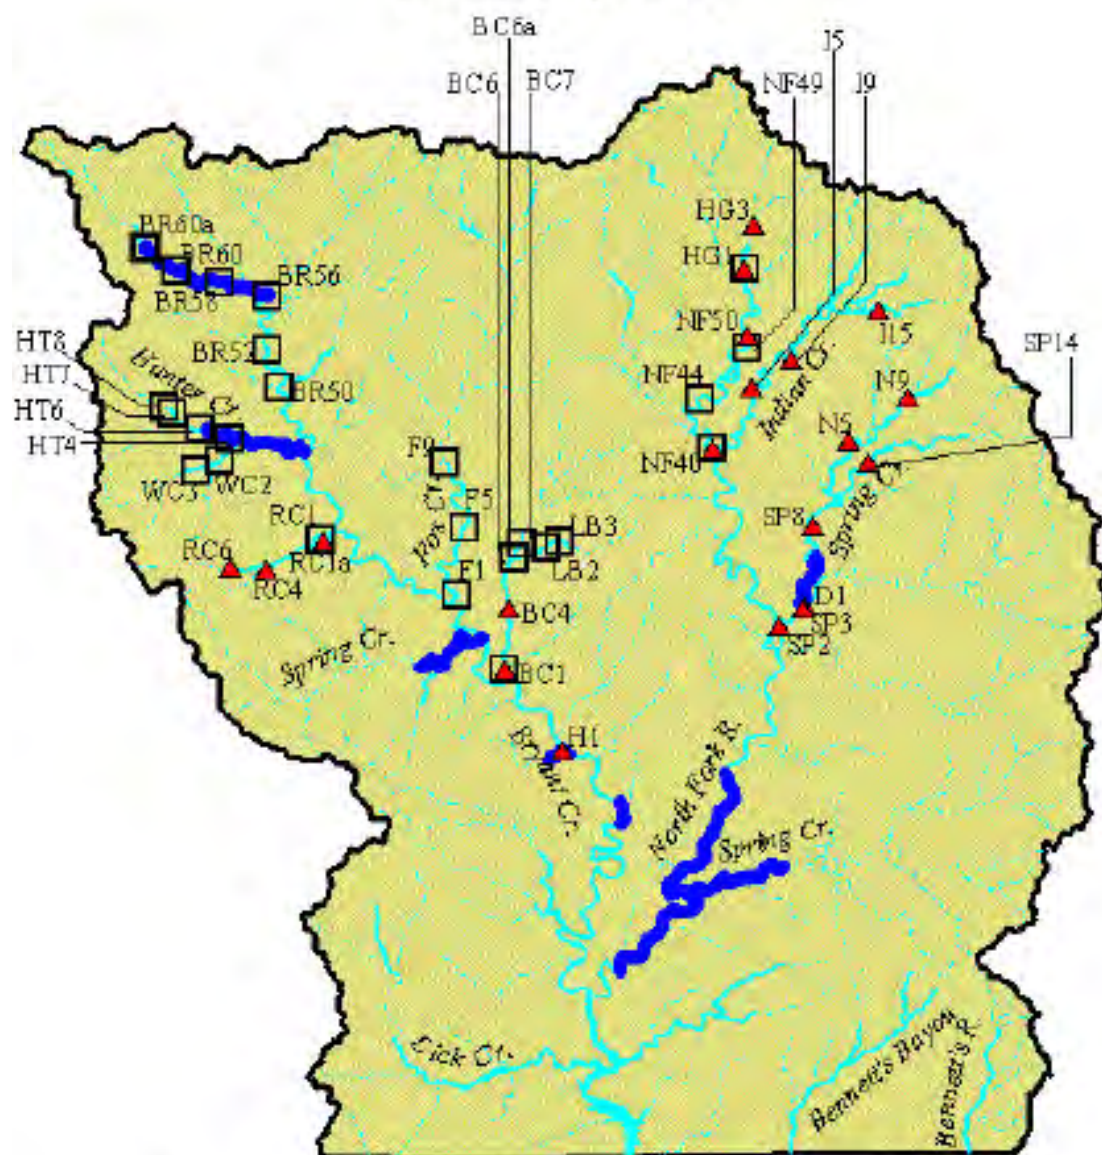 BC6a
J5
BC6
BC7
NF49
J9
HG3
BR60a
BR60
HG1
BR56
BR58
NF50
I15
HT8
BR52
SP14
Hunter Cr.
Indian Cr.
HT7
NF44
N9
BR50
HT6
HT4
N5
F9
NF40
WC3
WC2
Spring Cr.
RC1
F5
SP8
LB3
Fox Cr.
RC6
RC1a
LB2
RC4
F1
D1
BC4
SP3
SP2
Spring Cr.
BC1
H1
Bryant Cr.
North Fork R.
Spring Cr.
Lick Cr.
Bennett's Bayou
Bennett's R.